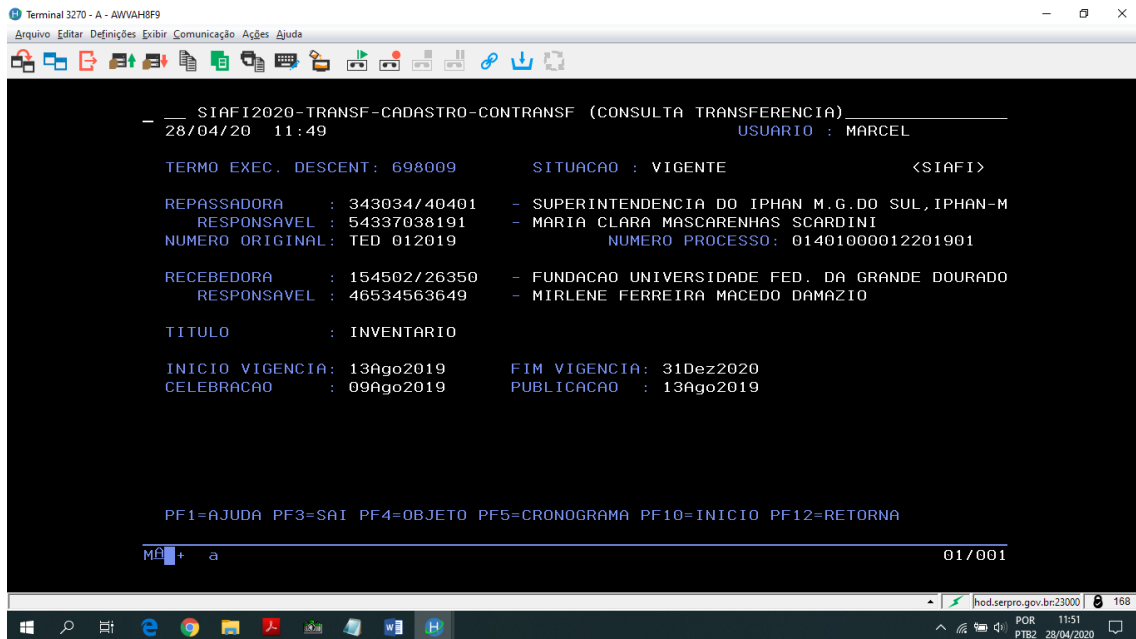 Terminal 3270 - A - AWVAH8F9
Arquivo Editar Definições Exibir Comunicação Ações Ajuda
__ SIAFI2020-TRANSF-CADASTRO-CONTRANSF (CONSULTA TRANSFERENCIA)_______________
28/04/20 11:49 USUARIO : MARCEL
TERMO EXEC. DESCENT: 698009 SITUACAO : VIGENTE <SIAFI>
REPASSADORA : 343034/40401 - SUPERINTENDENCIA DO IPHAN M.G.DO SUL,IPHAN-M
RESPONSAVEL : 54337038191 - MARIA CLARA MASCARENHAS SCARDINI
NUMERO ORIGINAL: TED 012019 NUMERO PROCESSO: 01401000012201901
RECEBEDORA : 154502/26350 - FUNDACAO UNIVERSIDADE FED. DA GRANDE DOURADO
RESPONSAVEL : 46534563649 - MIRLENE FERREIRA MACEDO DAMAZIO
TITULO : INVENTARIO
INICIO VIGENCIA: 13Ago2019 FIM VIGENCIA: 31Dez2020
CELEBRACAO : 09Ago2019 PUBLICACAO : 13Ago2019
PF1=AJUDA PF3=SAI PF4=OBJETO PF5=CRONOGRAMA PF10=INICIO PF12=RETORNA
MA + a 01/001
hod.serpro.gov.br:23000 168
POR 11:51
PTB2 28/04/2020